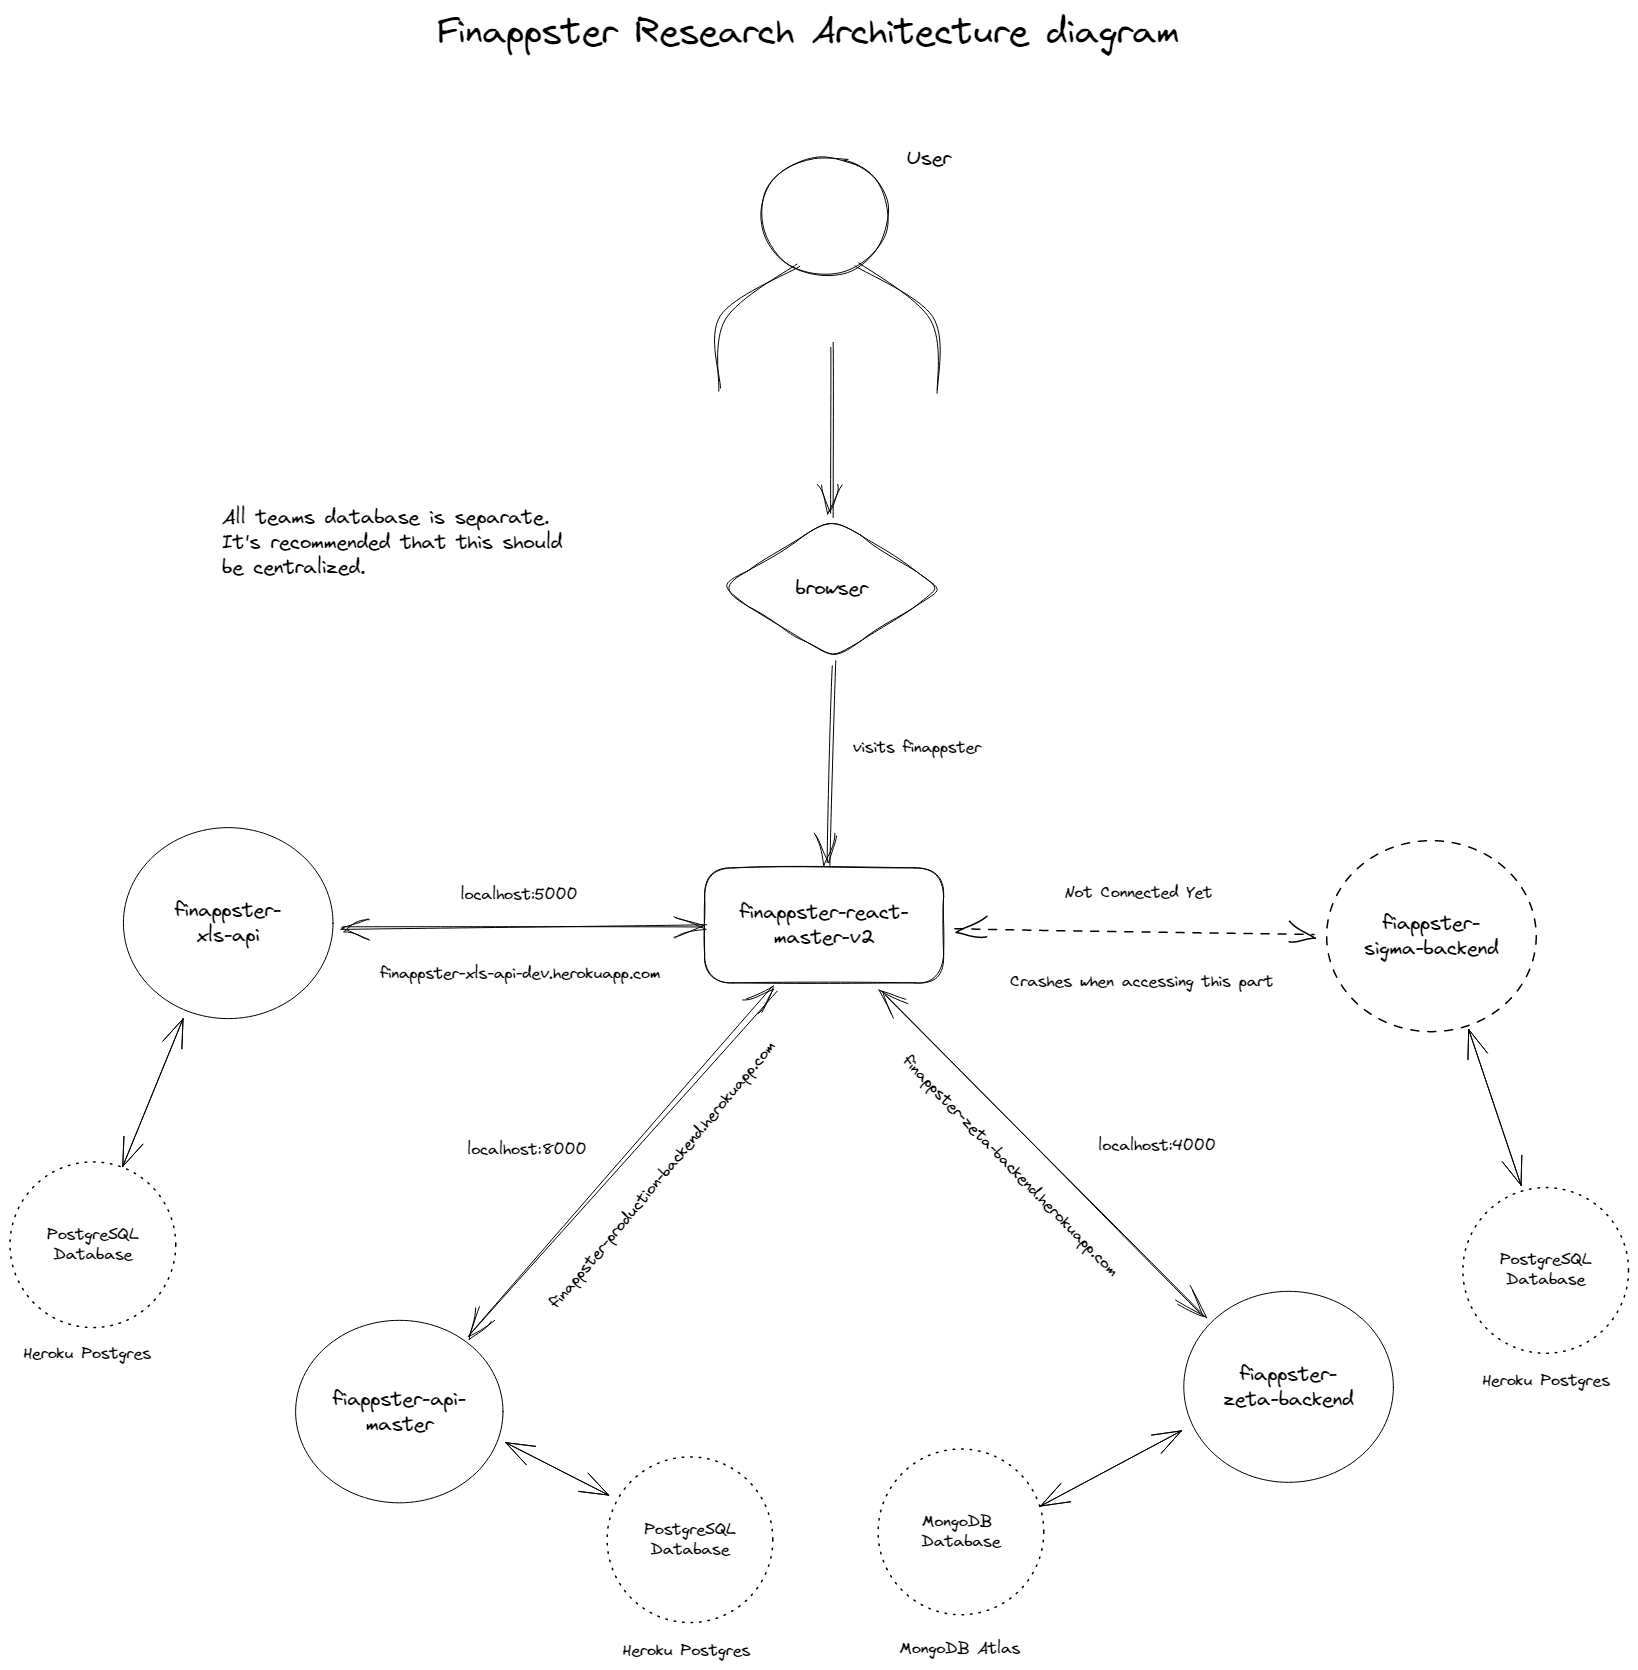 Finappster Research Architecture diagram
User
All teams database is separate.
It's recommended that this should
be centralized.
browser
visits finappster
finappster-
xls-api
localhost:5000
finappster-xls-api-dev.herokuapp.com
finappster-react-
master-v2
Not Connected Yet
Crashes when accessing this part
fiappster-
sigma-backend
localhost:8000
finappster-production-backend.herokuapp.com
finappster-zeta-backend.herokuapp.com
localhost:4000
PostgreSQL
Database
Heroku Postgres
PostgreSQL
Database
Heroku Postgres
fiappster-api-
master
fiappster-
zeta-backend
PostgreSQL
Database
Heroku Postgres
MongoDB
Database
MongoDB Atlas